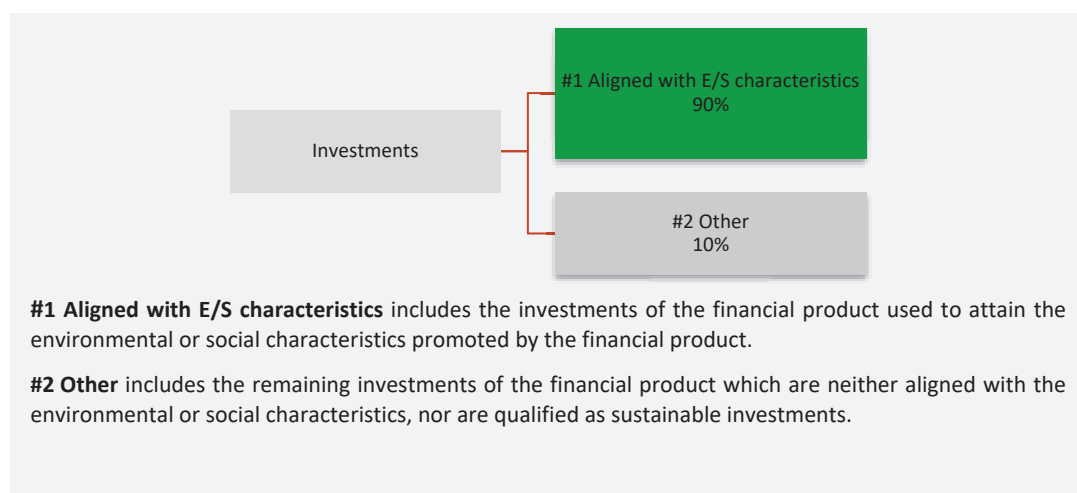 #1 Aligned with E/S characteristics
90%
Investments
#2 Other
10%
#1 Aligned with E/S characteristics includes the investments of the financial product used to attain the
environmental or social characteristics promoted by the financial product.
#2 Other includes the remaining investments of the financial product which are neither aligned with the
environmental or social characteristics, nor are qualified as sustainable investments.